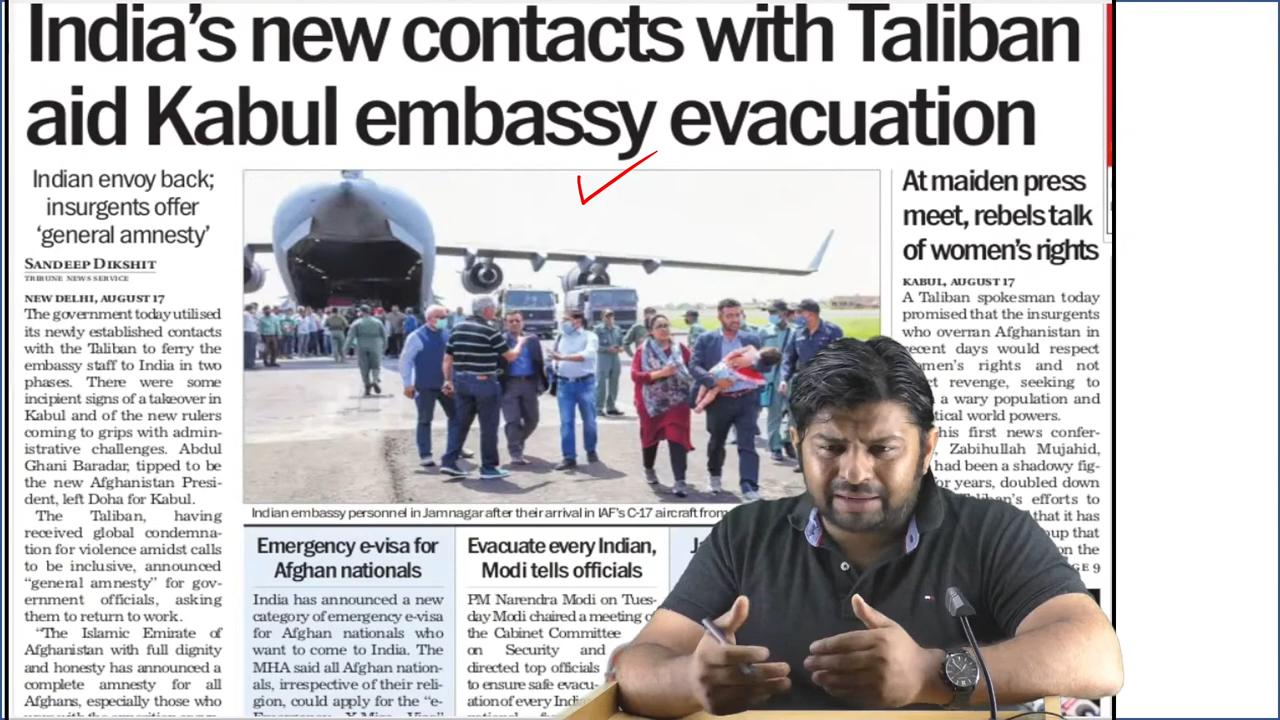 India's new contacts with Taliban
aid Kabul embassy evacuation
Indian envoy back;
insurgents offer
'general amnesty'
SANDEEP DIKSHIT
TRIBUNE NEWS SERVICE
NEW DELHI, AUGUST 17
The government today utilised
its newly established contacts
with the Taliban to ferry the
embassy staff to India in two
phases. There were some
incipient signs of a takeover in
Kabul and of the new rulers
coming to grips with admin-
istrative challenges. Abdul
Ghani Baradar, tipped to be
the new Afghanistan Presi-
dent, left Doha for Kabul.
The Taliban, having
received global condemna-
tion for violence amidst calls
to be inclusive, announced
"general amnesty" for gov-
ernment officials, asking
them to return to work.
"The Islamic Emirate of
Afghanistan with full dignity
and honesty has announced a
complete amnesty for all
Afghans, especially those who
Indian embassy personnel in Jamnagar after their arrival in IAF's C-17 aircraft from
Emergency e-visa for
Afghan nationals
India has announced a new
category of emergency e-visa
for Afghan nationals who
want to come to India. The
MHA said all Afghan nation-
als, irrespective of their reli-
gion, could apply for the "e-
Evacuate every Indian,
Modi tells officials
PM Narendra Modi on Tues-
day Modi chaired a meeting
the Cabinet Committee
on Security and
directed top officials
to ensure safe evacu-
ation of every
At maiden press
meet, rebels talk
of women's rights
KABUL, AUGUST 17
A Taliban spokesman today
promised that the insurgents
who overran Afghanistan in
recent days would respect
rights and not
revenge, seeking to
a wary population and
world powers.
his first news confer-
Zabihullah Mujahid,
had been a shadowy fig-
for years, doubled down
efforts to
that it has
that
on the
GE 9